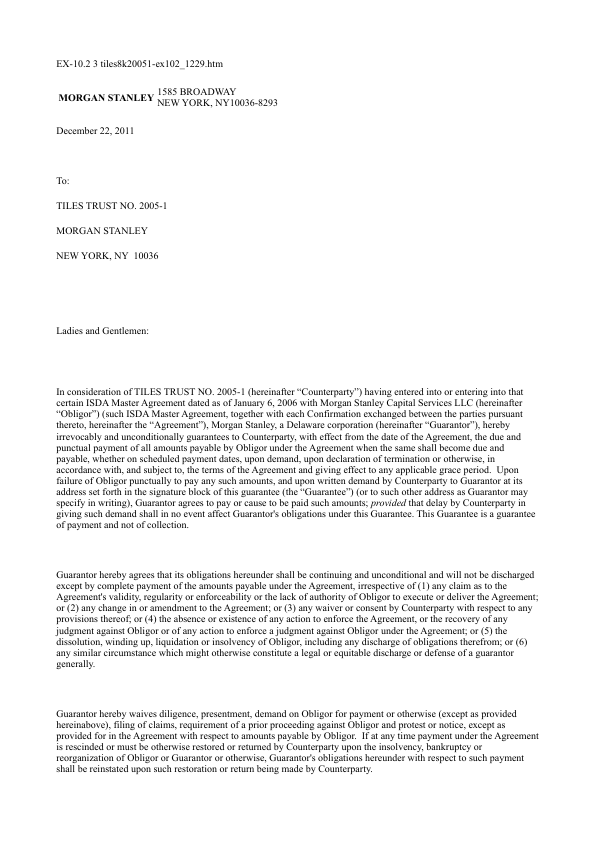 EX-10.2 3 tiles8k20051-ex102_1229.htm
MORGAN STANLEY 1585 BROADWAY
NEW YORK, NY10036-8293
December 22, 2011
To:
TILES TRUST NO. 2005-1
MORGAN STANLEY
NEW YORK, NY  10036
Ladies and Gentlemen:
In consideration of TILES TRUST NO. 2005-1 (hereinafter “Counterparty”) having entered into or entering into that
certain ISDA Master Agreement dated as of January 6, 2006 with Morgan Stanley Capital Services LLC (hereinafter
“Obligor”) (such ISDA Master Agreement, together with each Confirmation exchanged between the parties pursuant
thereto, hereinafter the “Agreement”), Morgan Stanley, a Delaware corporation (hereinafter “Guarantor”), hereby
irrevocably and unconditionally guarantees to Counterparty, with effect from the date of the Agreement, the due and
punctual payment of all amounts payable by Obligor under the Agreement when the same shall become due and
payable, whether on scheduled payment dates, upon demand, upon declaration of termination or otherwise, in
accordance with, and subject to, the terms of the Agreement and giving effect to any applicable grace period.  Upon
failure of Obligor punctually to pay any such amounts, and upon written demand by Counterparty to Guarantor at its
address set forth in the signature block of this guarantee (the “Guarantee”) (or to such other address as Guarantor may
specify in writing), Guarantor agrees to pay or cause to be paid such amounts; provided that delay by Counterparty in
giving such demand shall in no event affect Guarantor's obligations under this Guarantee. This Guarantee is a guarantee
of payment and not of collection.
Guarantor hereby agrees that its obligations hereunder shall be continuing and unconditional and will not be discharged
except by complete payment of the amounts payable under the Agreement, irrespective of (1) any claim as to the
Agreement's validity, regularity or enforceability or the lack of authority of Obligor to execute or deliver the Agreement;
or (2) any change in or amendment to the Agreement; or (3) any waiver or consent by Counterparty with respect to any
provisions thereof; or (4) the absence or existence of any action to enforce the Agreement, or the recovery of any
judgment against Obligor or of any action to enforce a judgment against Obligor under the Agreement; or (5) the
dissolution, winding up, liquidation or insolvency of Obligor, including any discharge of obligations therefrom; or (6)
any similar circumstance which might otherwise constitute a legal or equitable discharge or defense of a guarantor
generally.
Guarantor hereby waives diligence, presentment, demand on Obligor for payment or otherwise (except as provided
hereinabove), filing of claims, requirement of a prior proceeding against Obligor and protest or notice, except as
provided for in the Agreement with respect to amounts payable by Obligor.  If at any time payment under the Agreement
is rescinded or must be otherwise restored or returned by Counterparty upon the insolvency, bankruptcy or
reorganization of Obligor or Guarantor or otherwise, Guarantor's obligations hereunder with respect to such payment
shall be reinstated upon such restoration or return being made by Counterparty.